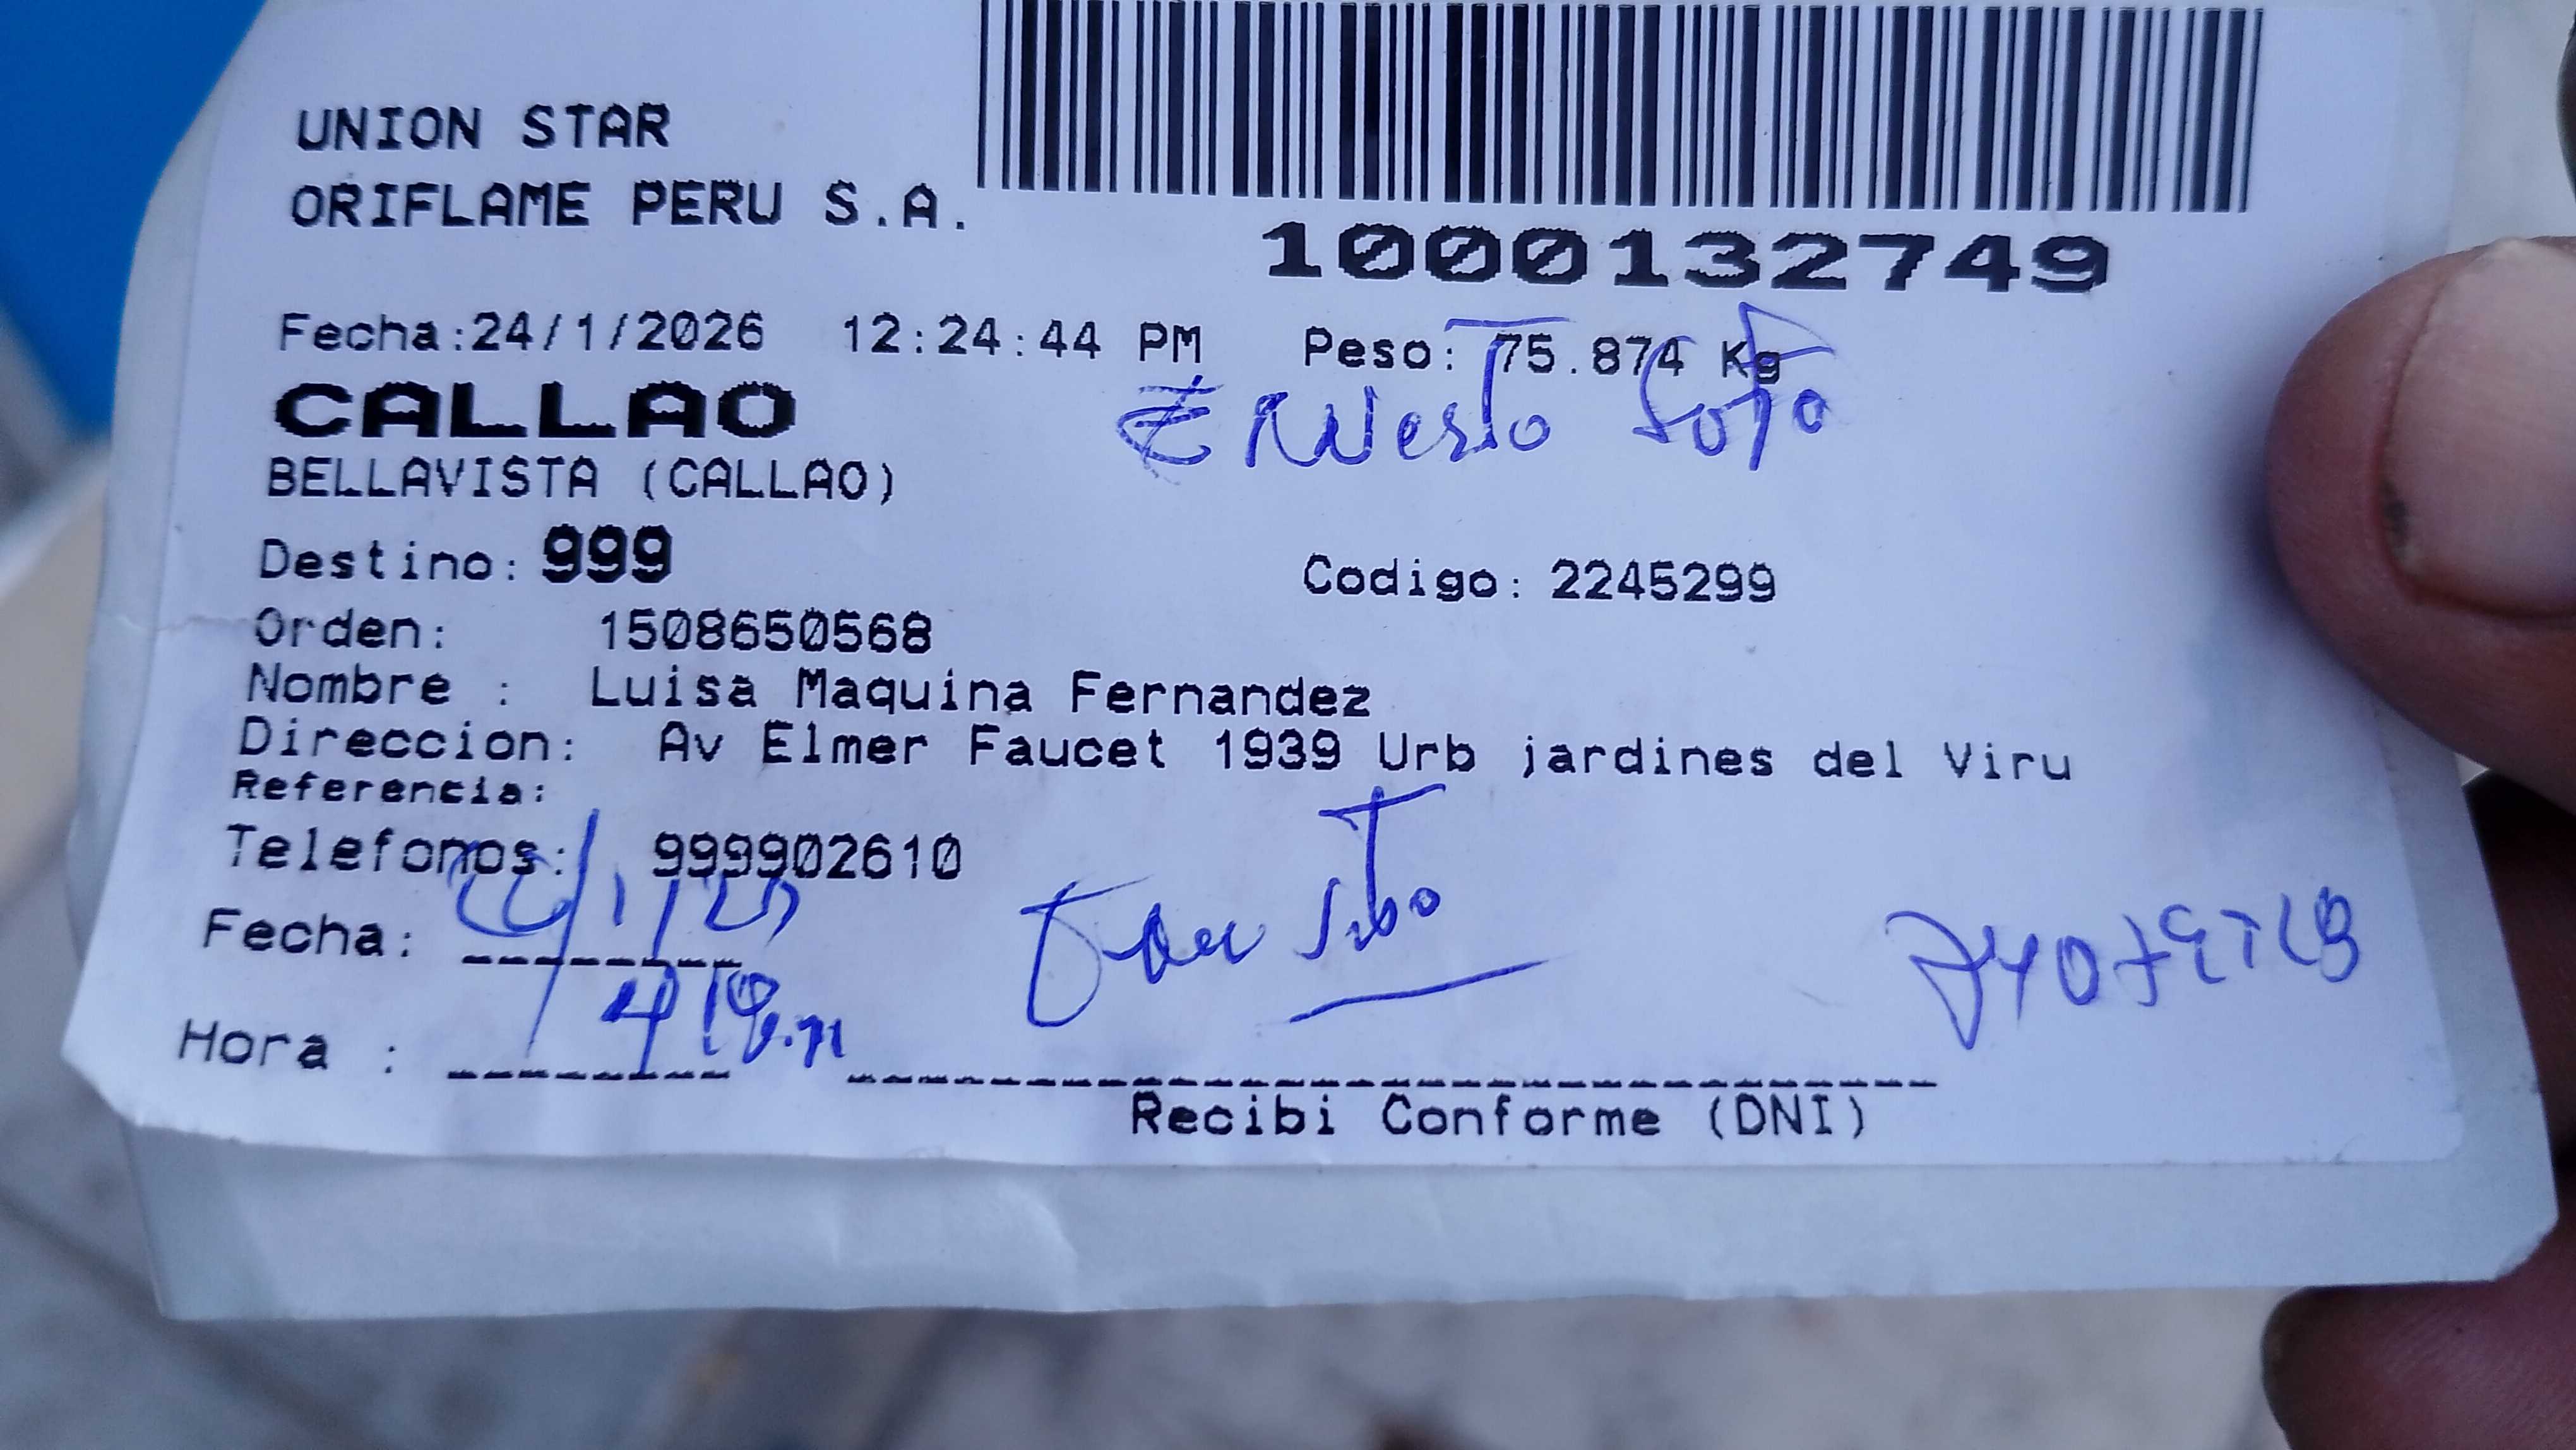 UNION STAR
ORIFLAME PERU S.A.
1000132749
Fecha:24/1/2026 12:24:44 PM Peso: 75.874 Kg
CALLAO
Ernesto Soto
BELLAVISTA (CALLAO)
Destino: 999 Codigo: 2245299
Orden: 1508650568
Nombre : Luisa Maquina Fernandez
Direccion: Av Elmer Faucet 1939 Urb jardines del Viru
Referencia:
Telefonos: 999902610
Fecha:
Hora :
Recibi Conforme (DNI)